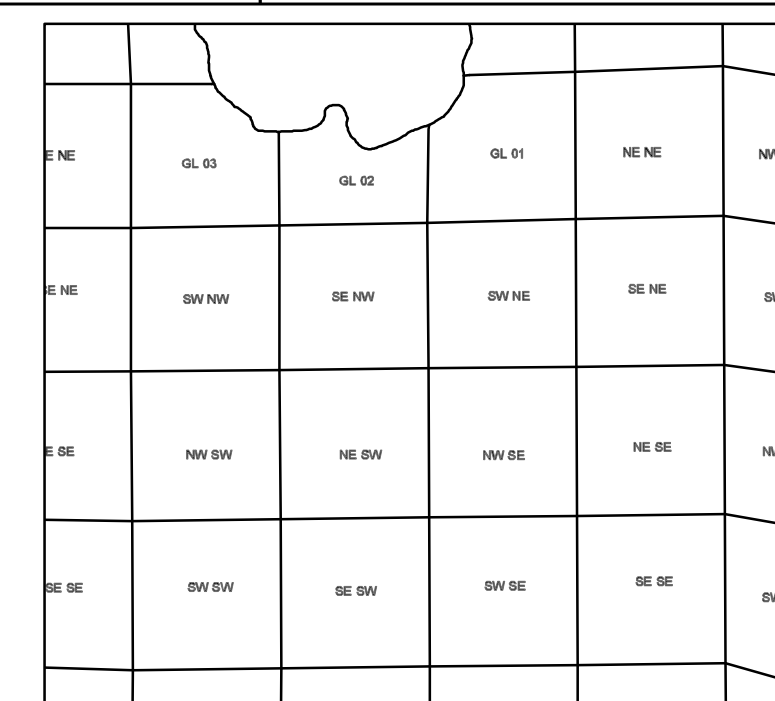 E NE
GL 03
GL 02
GL 01
NE NE
NW
E NE
SW NW
SE NW
SW NE
SE NE
E SE
NW SW
NE SW
NW SE
NE SE
SE SE
SW SW
SE SW
SW SE
SE SE